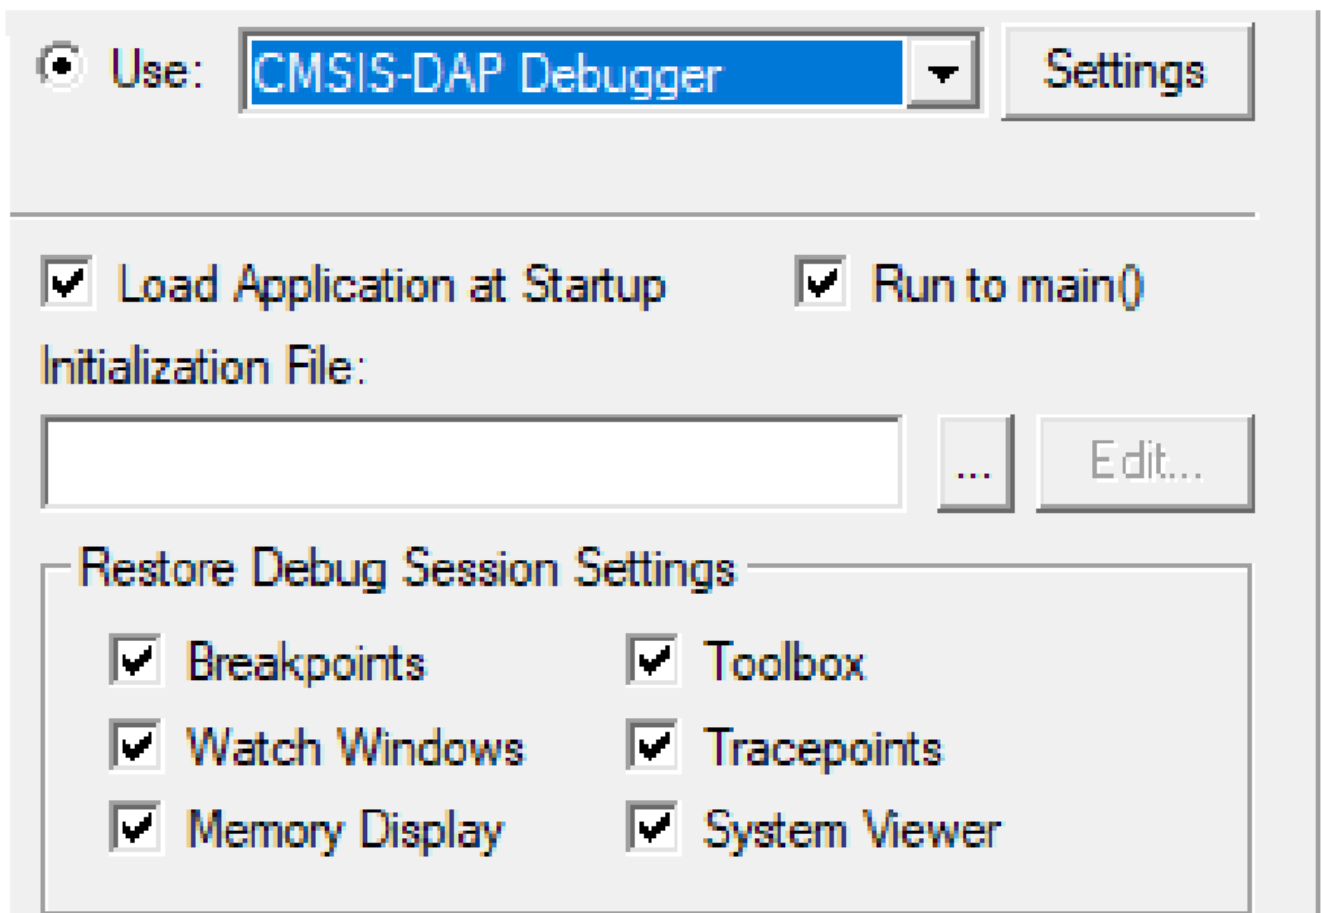 Use: CMSIS-DAP Debugger Settings
Load Application at Startup Run to main()
Initialization File:
... Edit...
Restore Debug Session Settings
Breakpoints Toolbox
Watch Windows Tracepoints
Memory Display System Viewer